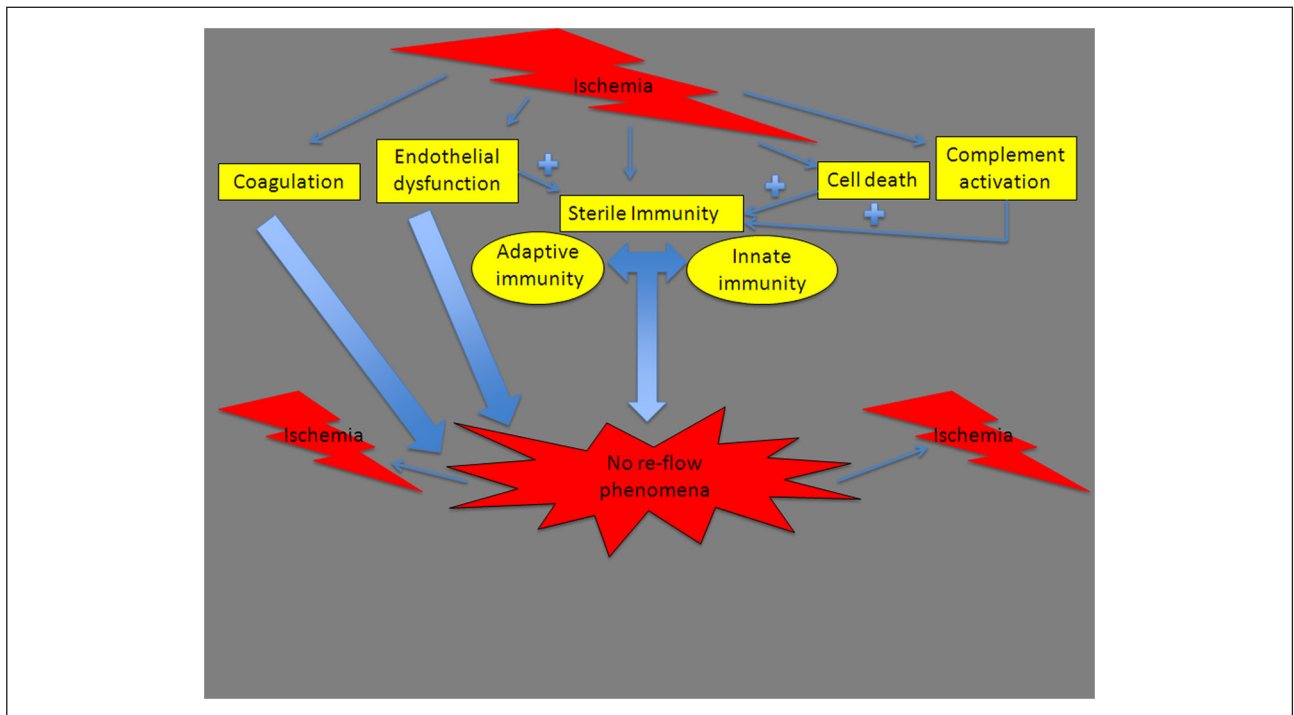 Ischemia
Coagulation
Endothelial
dysfunction
Sterile Immunity
Cell death
Complement
activation
Adaptive
immunity
Innate
immunity
Ischemia
No re-flow
phenomena
Ischemia